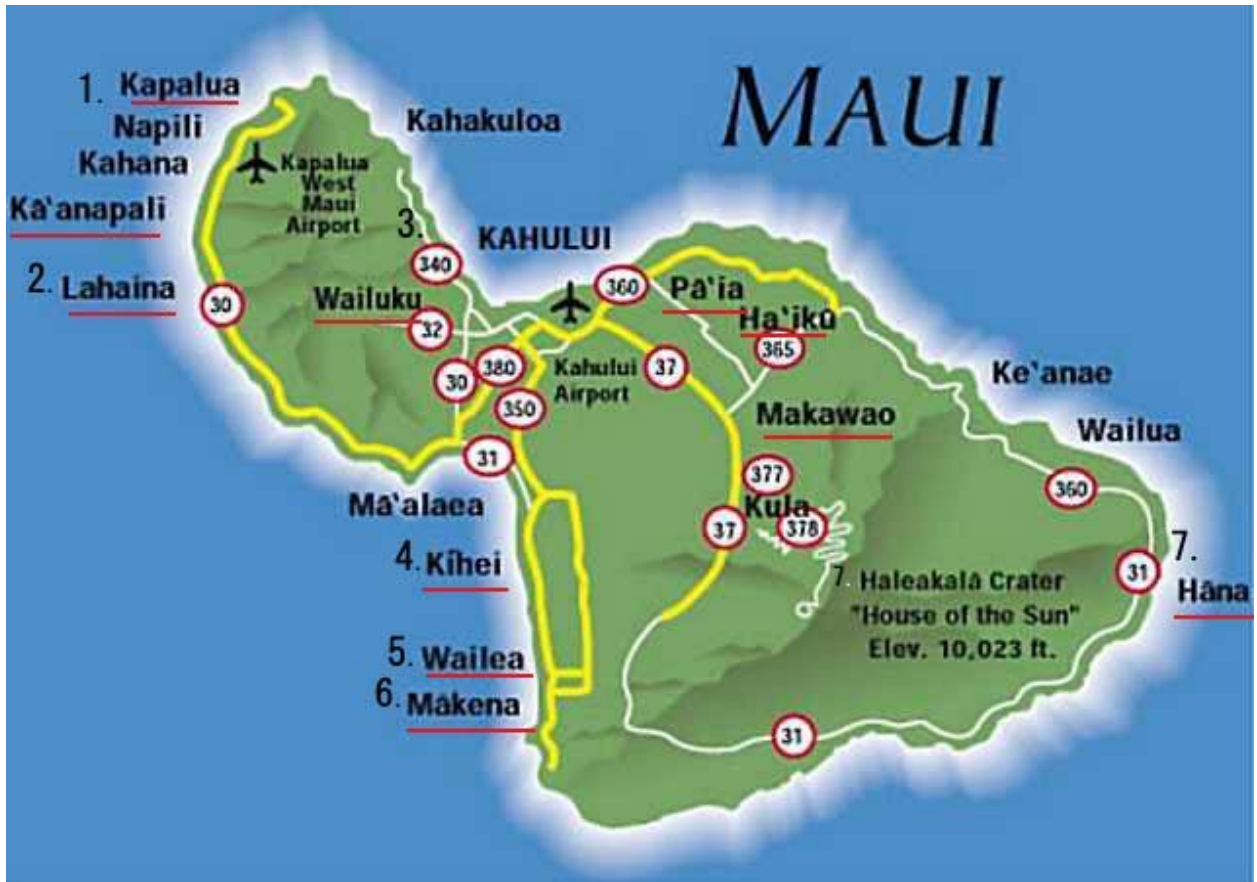 MAUI
1. Kapalua
Napili
Kahana
Kā'anapali
2. Lahaina
Kapalua
West
Maui
Airport
Kahakuloa
3.
340
KAHULUI
30
Wailuku
32
30
380
350
Kahului
Airport
360
Pā'ia
Ha'ikū
365
37
Makawao
377
Kula
378
37
Ke'anae
Wailua
360
31
7.
Hāna
31
Mā'alaea
4. Kīhei
5. Wailea
6. Mākena
7. Haleakalā Crater
"House of the Sun"
Elev. 10,023 ft.
31